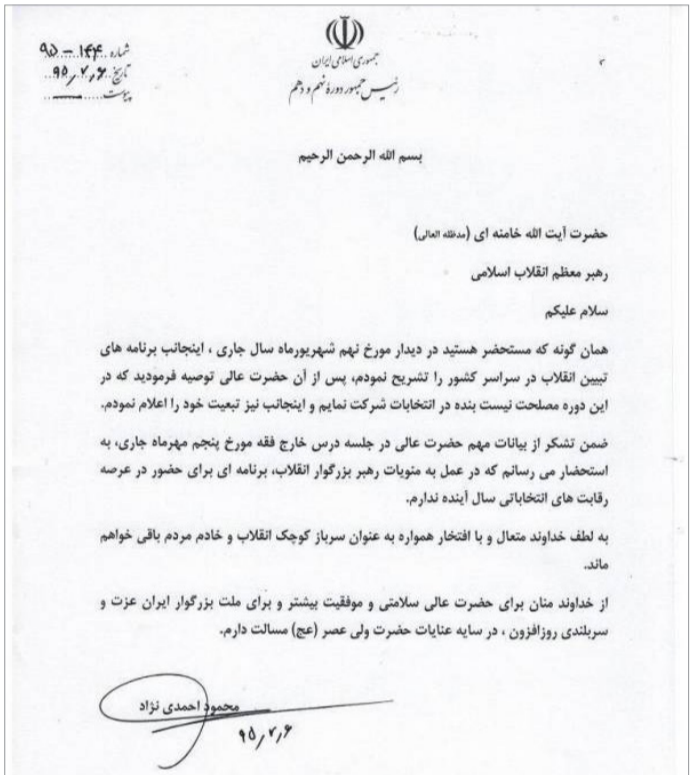 جمهوری اسلامی ایران
رئیس جمهور دورهٔ نهم و دهم
شماره ۱۴۴ - ۹۵
تاریخ ۹۵٫۷٫۶
پیوست
بسم الله الرحمن الرحیم
حضرت آیت الله خامنه ای (مدظله العالی)
رهبر معظم انقلاب اسلامی
سلام علیکم
همان گونه که مستحضر هستید در دیدار مورخ نهم شهریورماه سال جاری ، اینجانب برنامه های
تبیین انقلاب در سراسر کشور را تشریح نمودم، پس از آن حضرت عالی توصیه فرمودید که در
این دوره مصلحت نیست بنده در انتخابات شرکت نمایم و اینجانب نیز تبعیت خود را اعلام نمودم.
ضمن تشکر از بیانات مهم حضرت عالی در جلسه درس خارج فقه مورخ پنجم مهرماه جاری، به
استحضار می رسانم که در عمل به منویات رهبر بزرگوار انقلاب، برنامه ای برای حضور در عرصه
رقابت های انتخاباتی سال آینده ندارم.
به لطف خداوند متعال و با افتخار همواره به عنوان سرباز کوچک انقلاب و خادم مردم باقی خواهم
ماند.
از خداوند منان برای حضرت عالی سلامتی و موفقیت بیشتر و برای ملت بزرگوار ایران عزت و
سربلندی روزافزون ، در سایه عنایات حضرت ولی عصر (عج) مسالت دارم.
محمود احمدی نژاد
۹۵٫۷٫۶